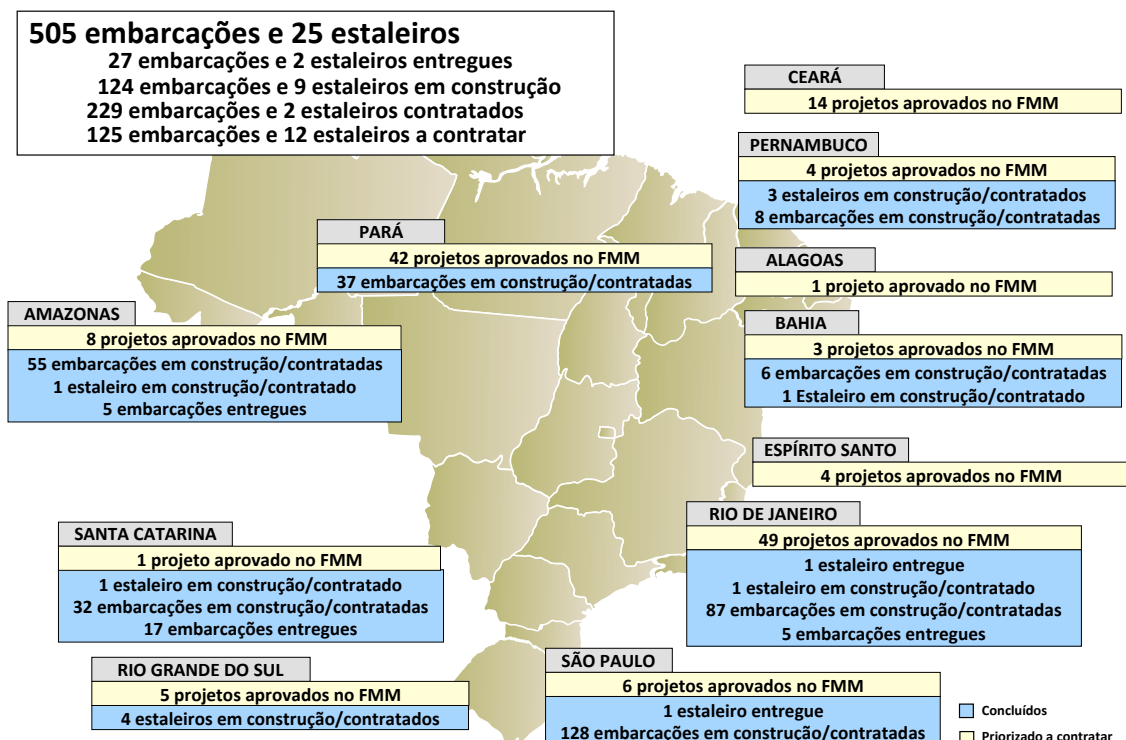 505 embarcações e 25 estaleiros
27 embarcações e 2 estaleiros entregues
124 embarcações e 9 estaleiros em construção
229 embarcações e 2 estaleiros contratados
125 embarcações e 12 estaleiros a contratar
CEARÁ
14 projetos aprovados no FMM
PERNAMBUCO
4 projetos aprovados no FMM
3 estaleiros em construção/contratados
8 embarcações em construção/contratadas
PARÁ
42 projetos aprovados no FMM
37 embarcações em construção/contratadas
ALAGOAS
1 projeto aprovado no FMM
AMAZONAS
8 projetos aprovados no FMM
55 embarcações em construção/contratadas
1 estaleiro em construção/contratado
5 embarcações entregues
BAHIA
3 projetos aprovados no FMM
6 embarcações em construção/contratadas
1 Estaleiro em construção/contratado
ESPÍRITO SANTO
4 projetos aprovados no FMM
RIO DE JANEIRO
49 projetos aprovados no FMM
1 estaleiro entregue
1 estaleiro em construção/contratado
87 embarcações em construção/contratadas
5 embarcações entregues
SANTA CATARINA
1 projeto aprovado no FMM
1 estaleiro em construção/contratado
32 embarcações em construção/contratadas
17 embarcações entregues
RIO GRANDE DO SUL
5 projetos aprovados no FMM
4 estaleiros em construção/contratados
SÃO PAULO
6 projetos aprovados no FMM
1 estaleiro entregue
128 embarcações em construção/contratadas
Concluídos
Priorizado a contratar